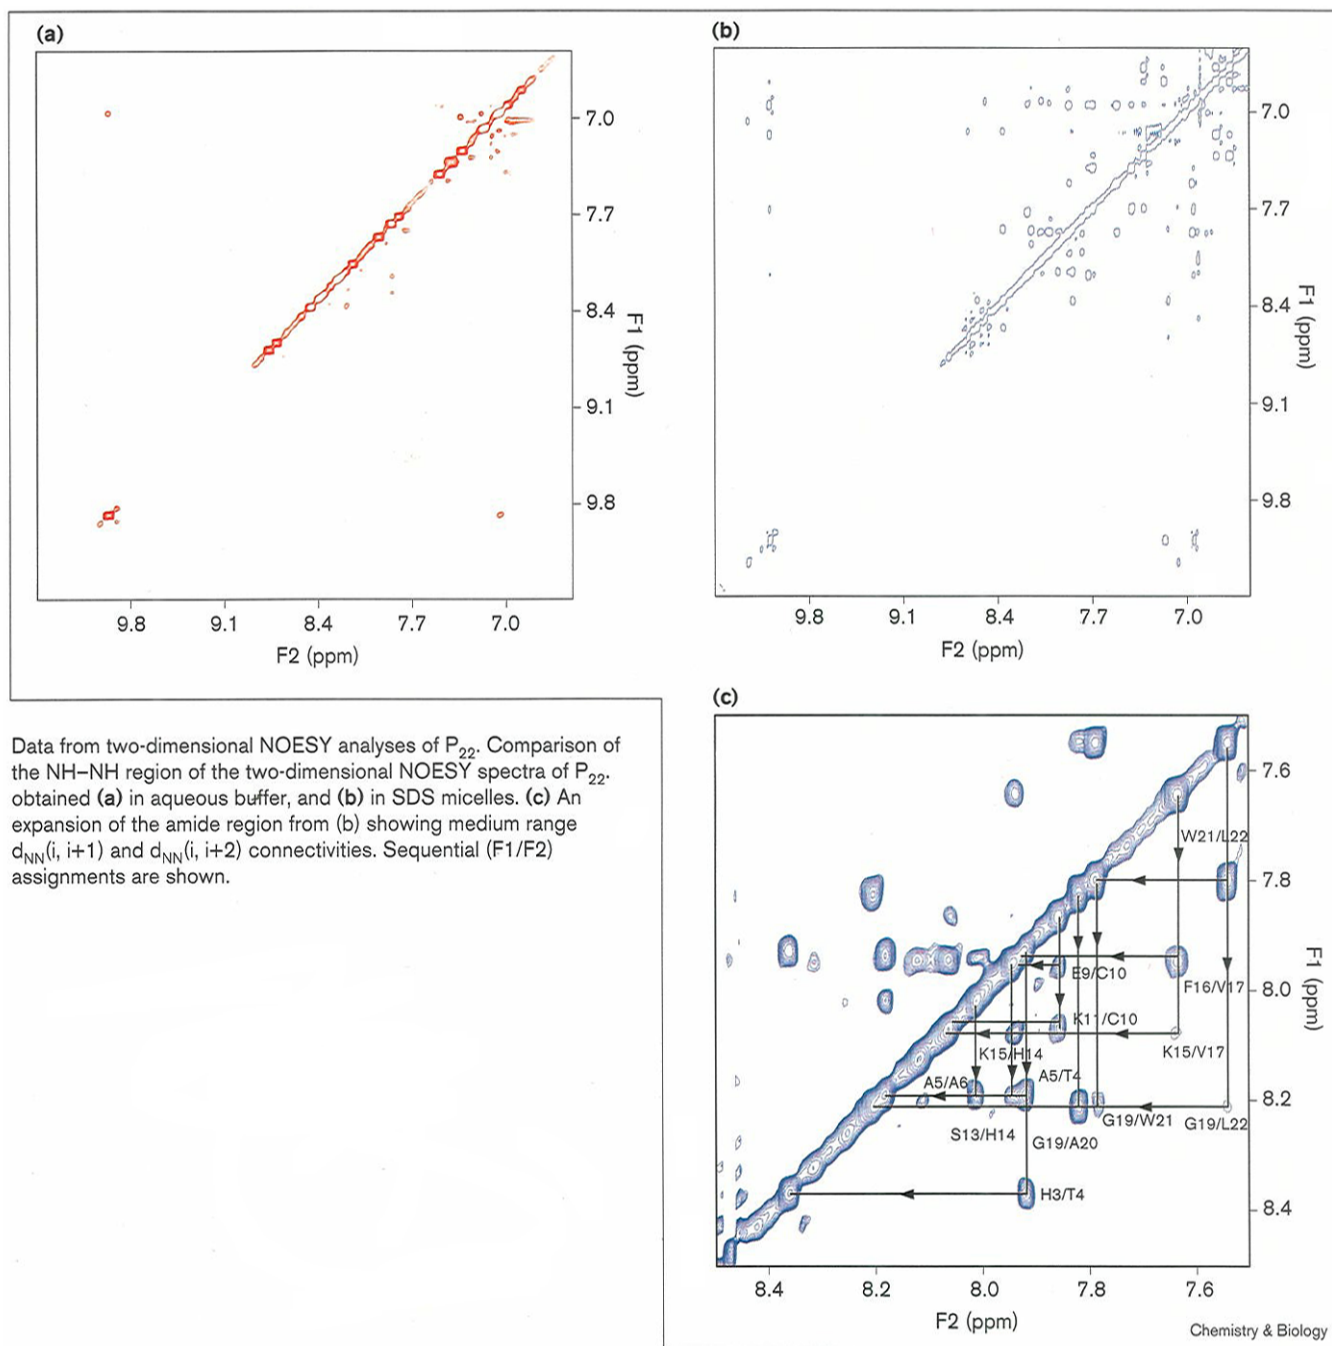 (a)
7.0
7.7
8.4
9.1
9.8
F1 (ppm)
9.8 9.1 8.4 7.7 7.0
F2 (ppm)
(b)
7.0
7.7
8.4
9.1
9.8
F1 (ppm)
9.8 9.1 8.4 7.7 7.0
F2 (ppm)
Data from two-dimensional NOESY analyses of P22. Comparison of
the NH–NH region of the two-dimensional NOESY spectra of P22.
obtained (a) in aqueous buffer, and (b) in SDS micelles. (c) An
expansion of the amide region from (b) showing medium range
dNN(i, i+1) and dNN(i, i+2) connectivities. Sequential (F1/F2)
assignments are shown.
(c)
7.6
W21/L22
7.8
E9/C10
F16/V17
8.0
K11/C10
K15/H14
K15/V17
A5/A6
A5/T4
8.2
G19/W21
G19/L22
S13/H14
G19/A20
H3/T4
8.4
F1 (ppm)
8.4 8.2 8.0 7.8 7.6
F2 (ppm)
Chemistry & Biology